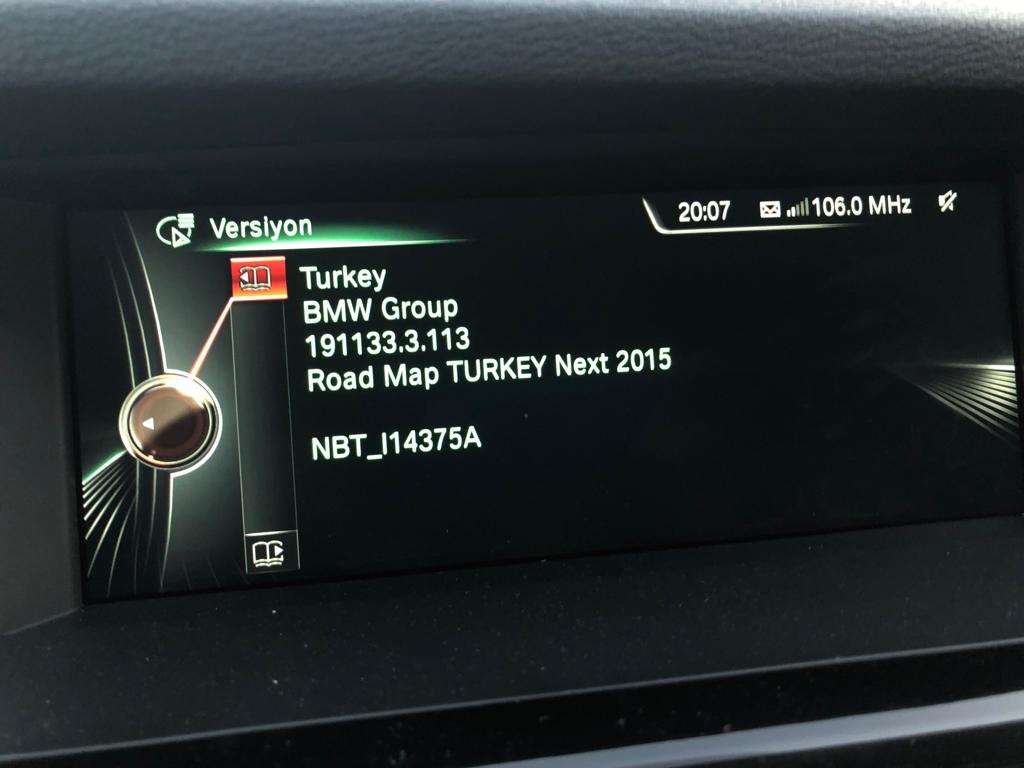 Versiyon
20:07 106.0 MHz
Turkey
BMW Group
191133.3.113
Road Map TURKEY Next 2015
NBT_I14375A